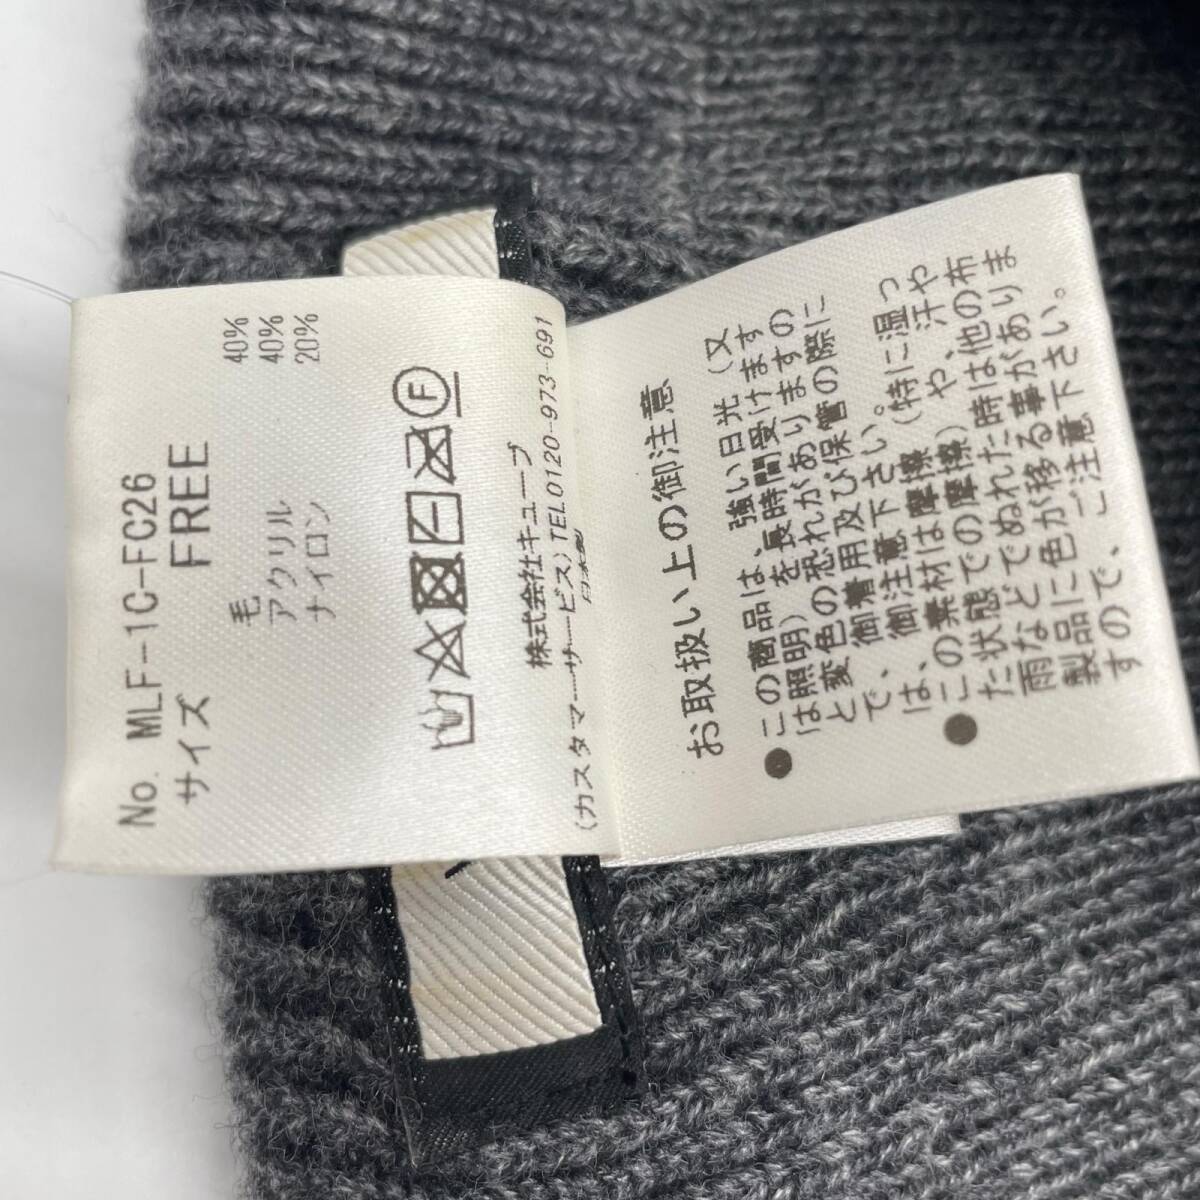 No. MLF-1C-FC26
サイズ FREE
毛 40%
アクリル 40%
ナイロン 20%
F
株式会社キューブ
(カスタマーサービス)TEL0120-973-691
日本製
お取扱い上の御注意
●この商品は、強い日光(又
は照明)を長時間受けますの
と変色の恐れがありますの
で、御着用及び保管の際に
は、御注意下さい。
●この素材は摩擦(特に温っ
た状態での摩擦)や、汗や
雨などでぬれた時は他の布
製品に色が移る事がありま
すので、ご注意下さい。